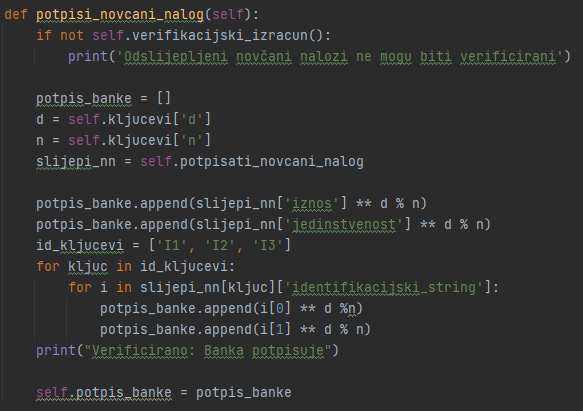 def potpisi_novcani_nalog(self):
    if not self.verifikacijski_izracun():
        print('Odslijepljeni novčani nalozi ne mogu biti verificirani')

    potpis_banke = []
    d = self.kljucevi['d']
    n = self.kljucevi['n']
    slijepi_nn = self.potpisati_novcani_nalog

    potpis_banke.append(slijepi_nn['iznos'] ** d % n)
    potpis_banke.append(slijepi_nn['jedinstvenost'] ** d % n)
    id_kljucevi = ['I1', 'I2', 'I3']
    for kljuc in id_kljucevi:
        for i in slijepi_nn[kljuc]['identifikacijski_string']:
            potpis_banke.append(i[0] ** d %n)
            potpis_banke.append(i[1] ** d % n)
    print("Verificirano: Banka potpisuje")

    self.potpis_banke = potpis_banke